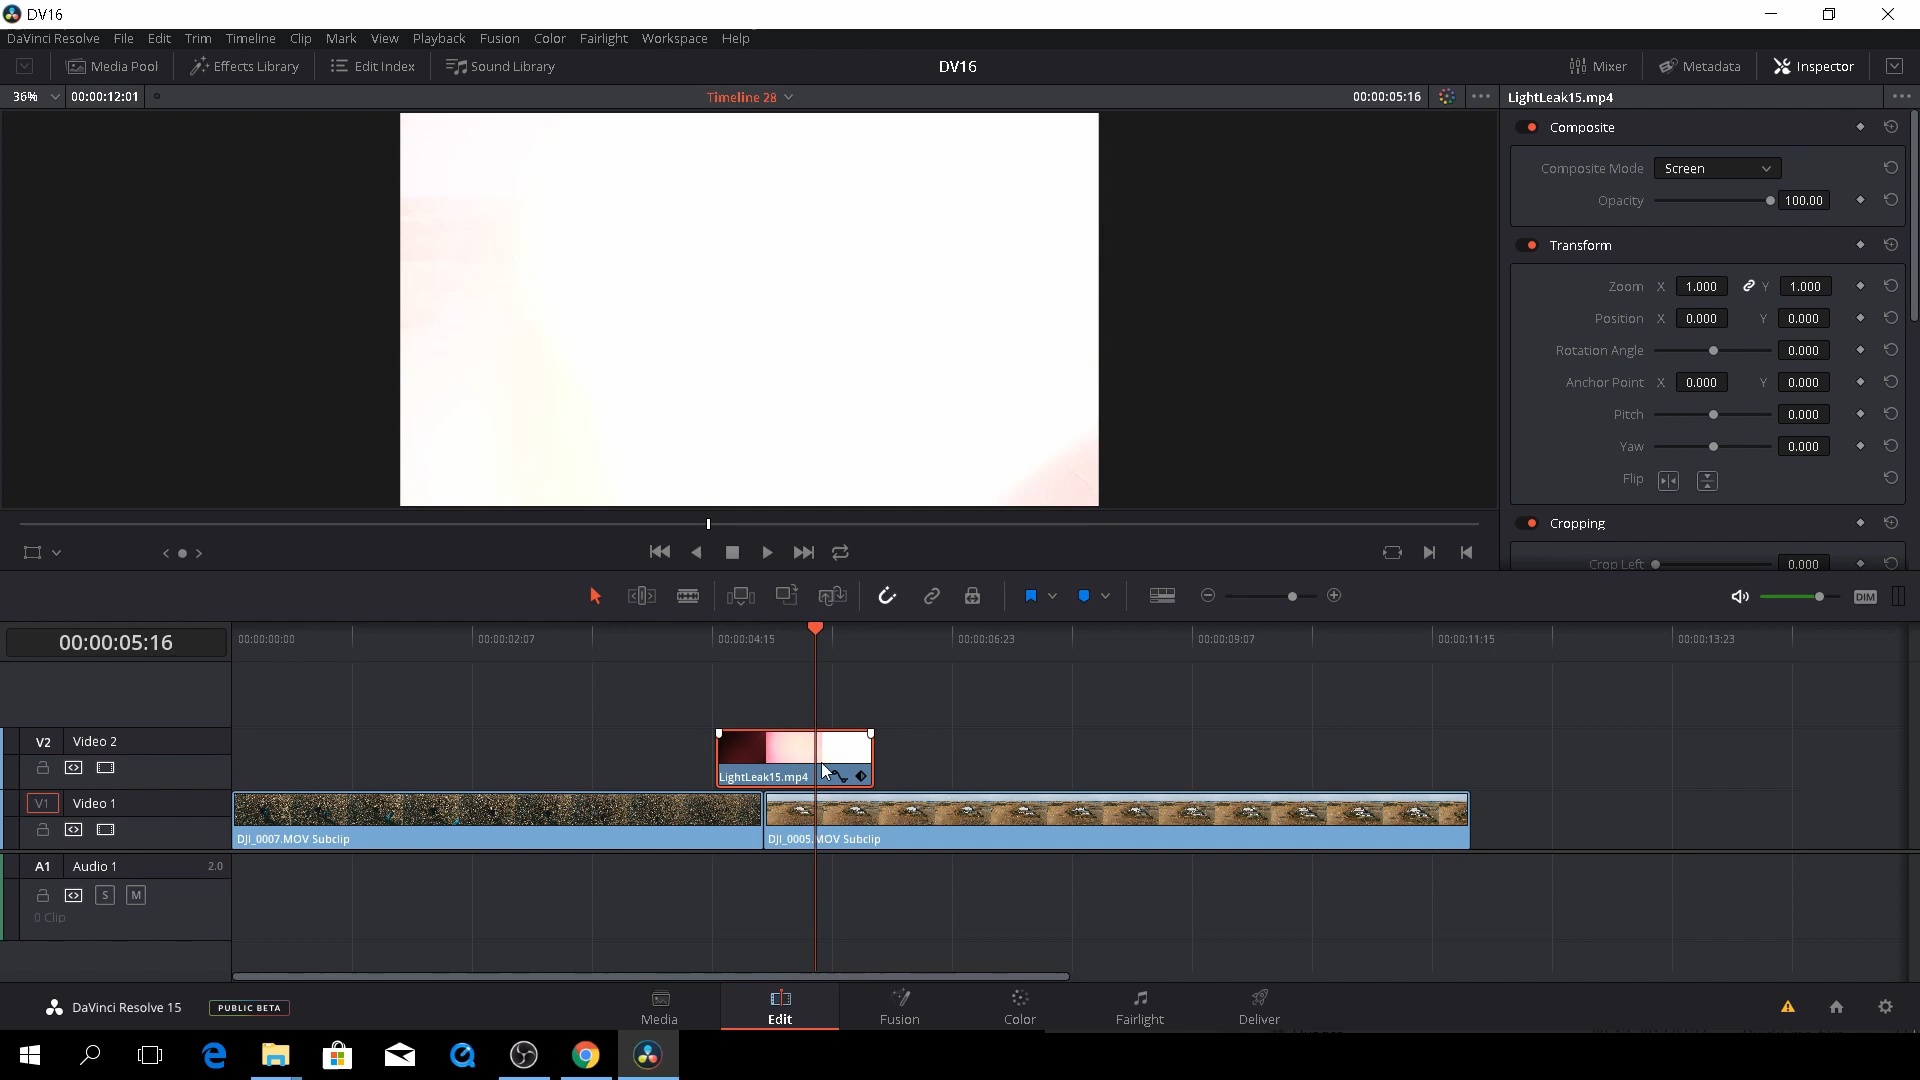 DV16
DaVinci Resolve File Edit Trim Timeline Clip Mark View Playback Fusion Color Fairlight Workspace Help
Media Pool Effects Library Edit Index Sound Library DV16 Mixer Metadata Inspector
36% 00:00:12:01 Timeline 28 00:00:05:16 LightLeak15.mp4
Composite
Composite Mode Screen
Opacity 100.00
Transform
Zoom X 1.000 Y 1.000
Position X 0.000 Y 0.000
Rotation Angle 0.000
Anchor Point X 0.000 Y 0.000
Pitch 0.000
Yaw 0.000
Flip
Cropping
Crop Left 0.000
DIM
00:00:05:16 00:00:00:00 00:00:02:07 00:00:04:15 00:00:06:23 00:00:09:07 00:00:11:15 00:00:13:23
V2 Video 2
LightLeak15.mp4
V1 Video 1
DJI_0007.MOV Subclip DJI_0005.MOV Subclip
A1 Audio 1 2.0
S M
0 Clip
DaVinci Resolve 15 PUBLIC BETA
Media Edit Fusion Color Fairlight Deliver